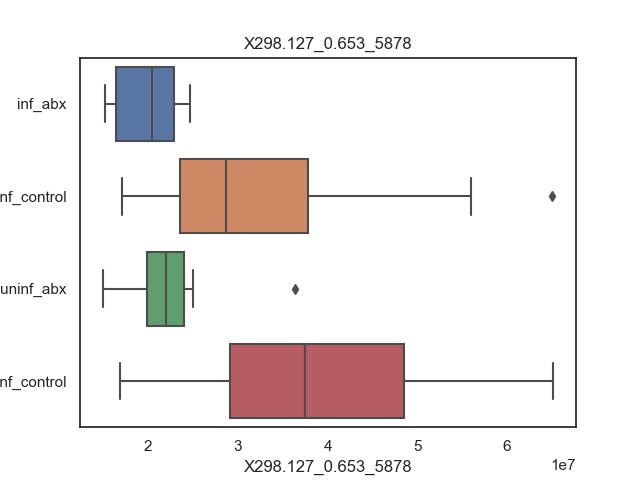 X298.127_0.653_5878
inf_abx
nf_control
uninf_abx
nf_control
2 3 4 5 6
1e7
X298.127_0.653_5878